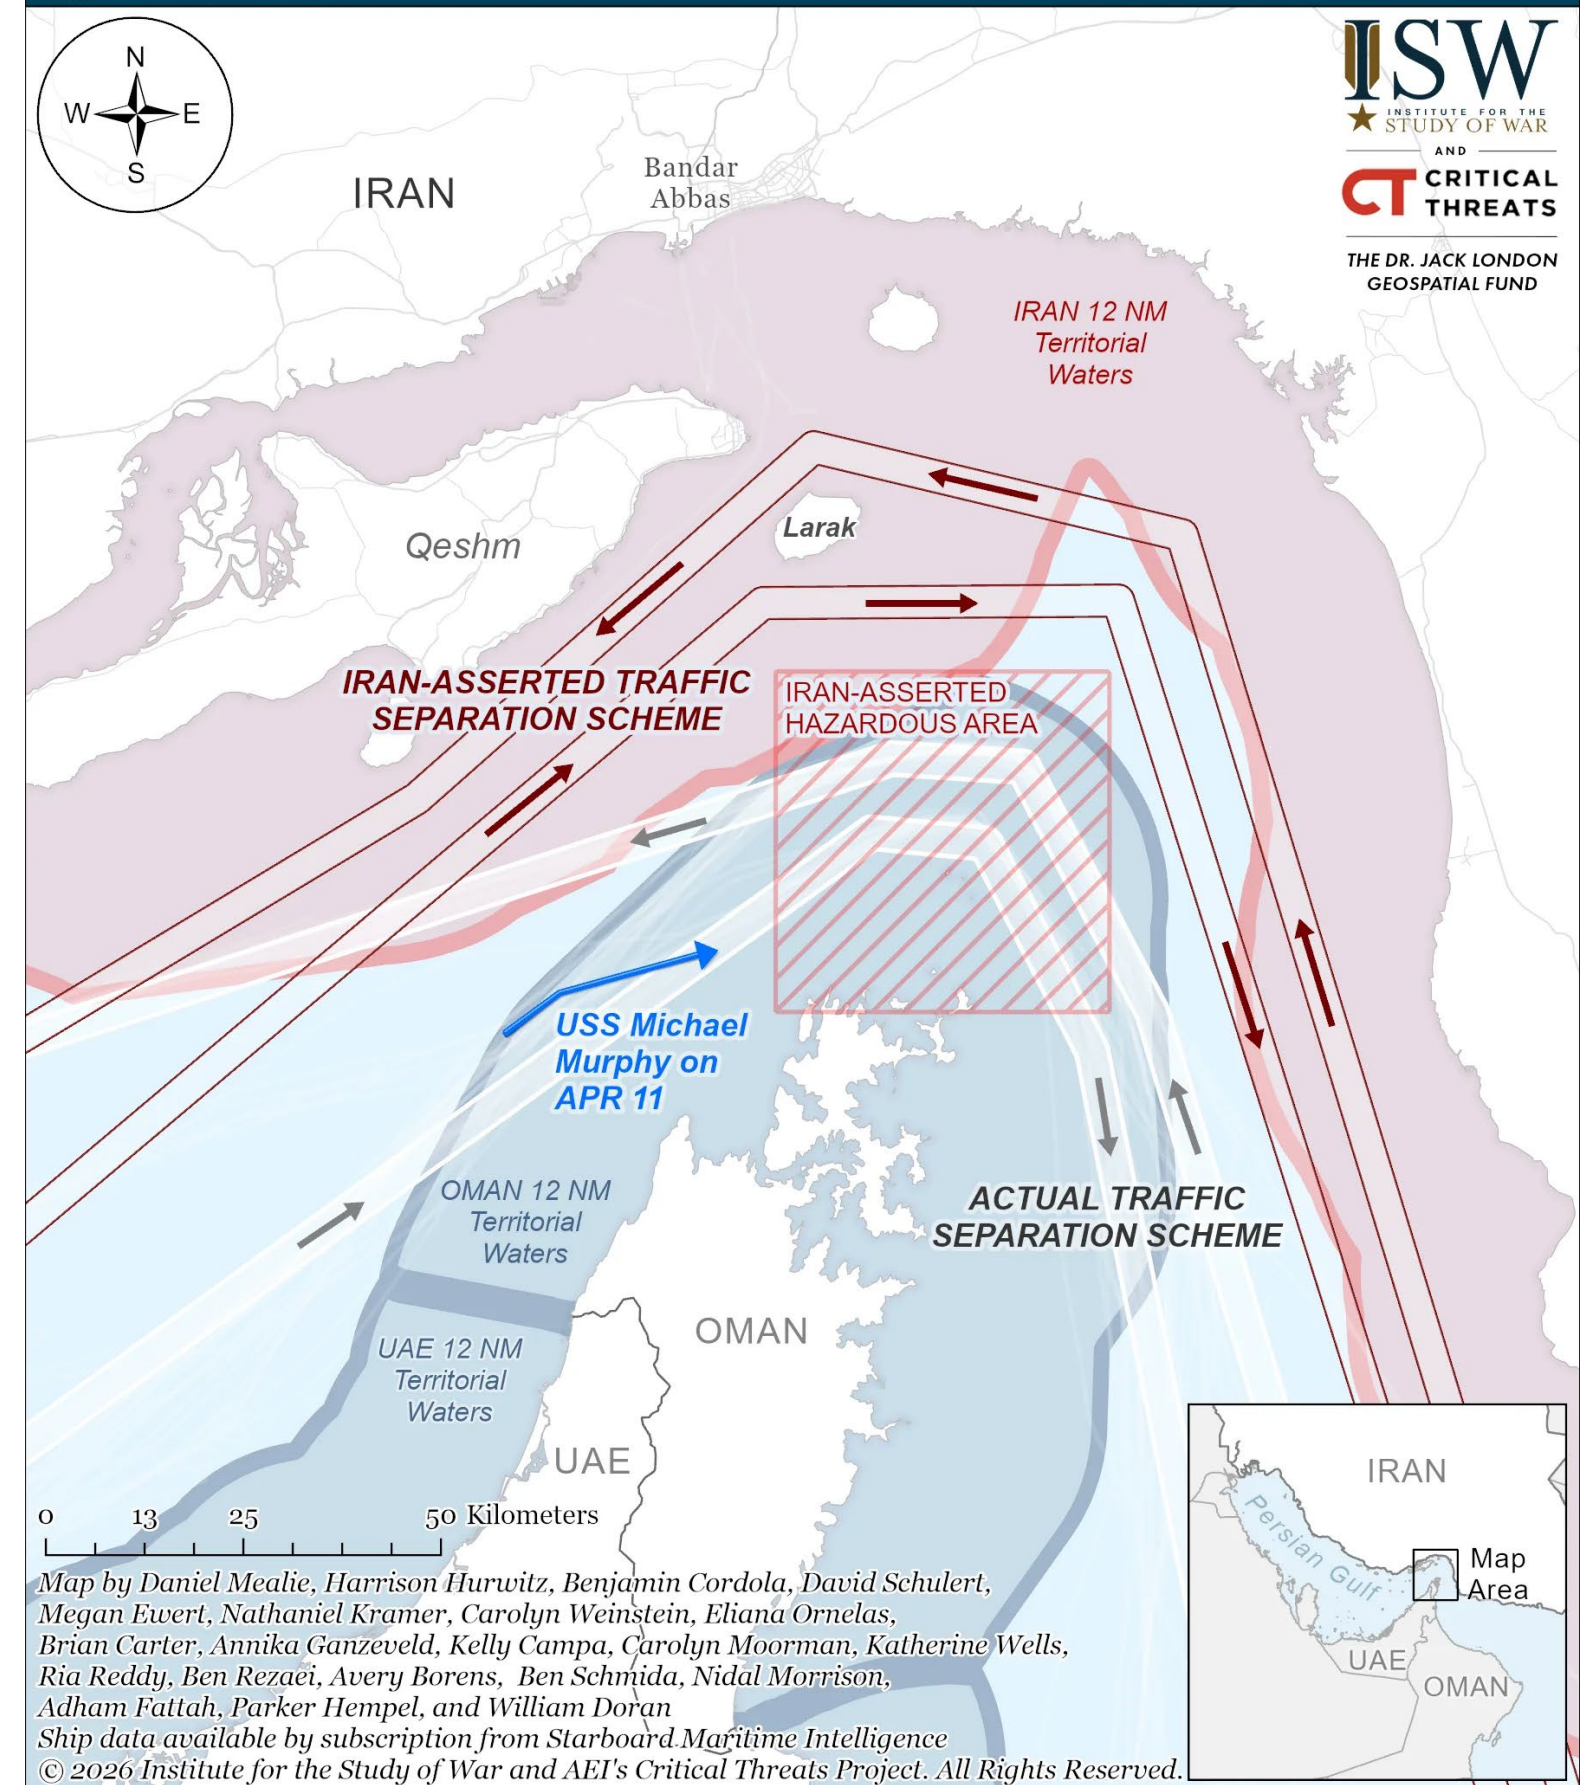 N
W E
S
ISW
INSTITUTE FOR THE
STUDY OF WAR
AND
CT CRITICAL
THREATS
THE DR. JACK LONDON
GEOSPATIAL FUND
IRAN
Bandar
Abbas
IRAN 12 NM
Territorial
Waters
Qeshm
Larak
IRAN-ASSERTED TRAFFIC
SEPARATION SCHEME
IRAN-ASSERTED
HAZARDOUS AREA
USS Michael
Murphy on
APR 11
OMAN 12 NM
Territorial
Waters
ACTUAL TRAFFIC
SEPARATION SCHEME
OMAN
UAE 12 NM
Territorial
Waters
UAE
0 13 25 50 Kilometers
Map by Daniel Mealie, Harrison Hurwitz, Benjamin Cordola, David Schulert,
Megan Ewert, Nathaniel Kramer, Carolyn Weinstein, Eliana Ornelas,
Brian Carter, Annika Ganzeveld, Kelly Campa, Carolyn Moorman, Katherine Wells,
Ria Reddy, Ben Rezaei, Avery Borens, Ben Schmida, Nidal Morrison,
Adham Fattah, Parker Hempel, and William Doran
Ship data available by subscription from Starboard Maritime Intelligence
© 2026 Institute for the Study of War and AEI's Critical Threats Project. All Rights Reserved.
IRAN
Persian Gulf
Map
Area
UAE
OMAN